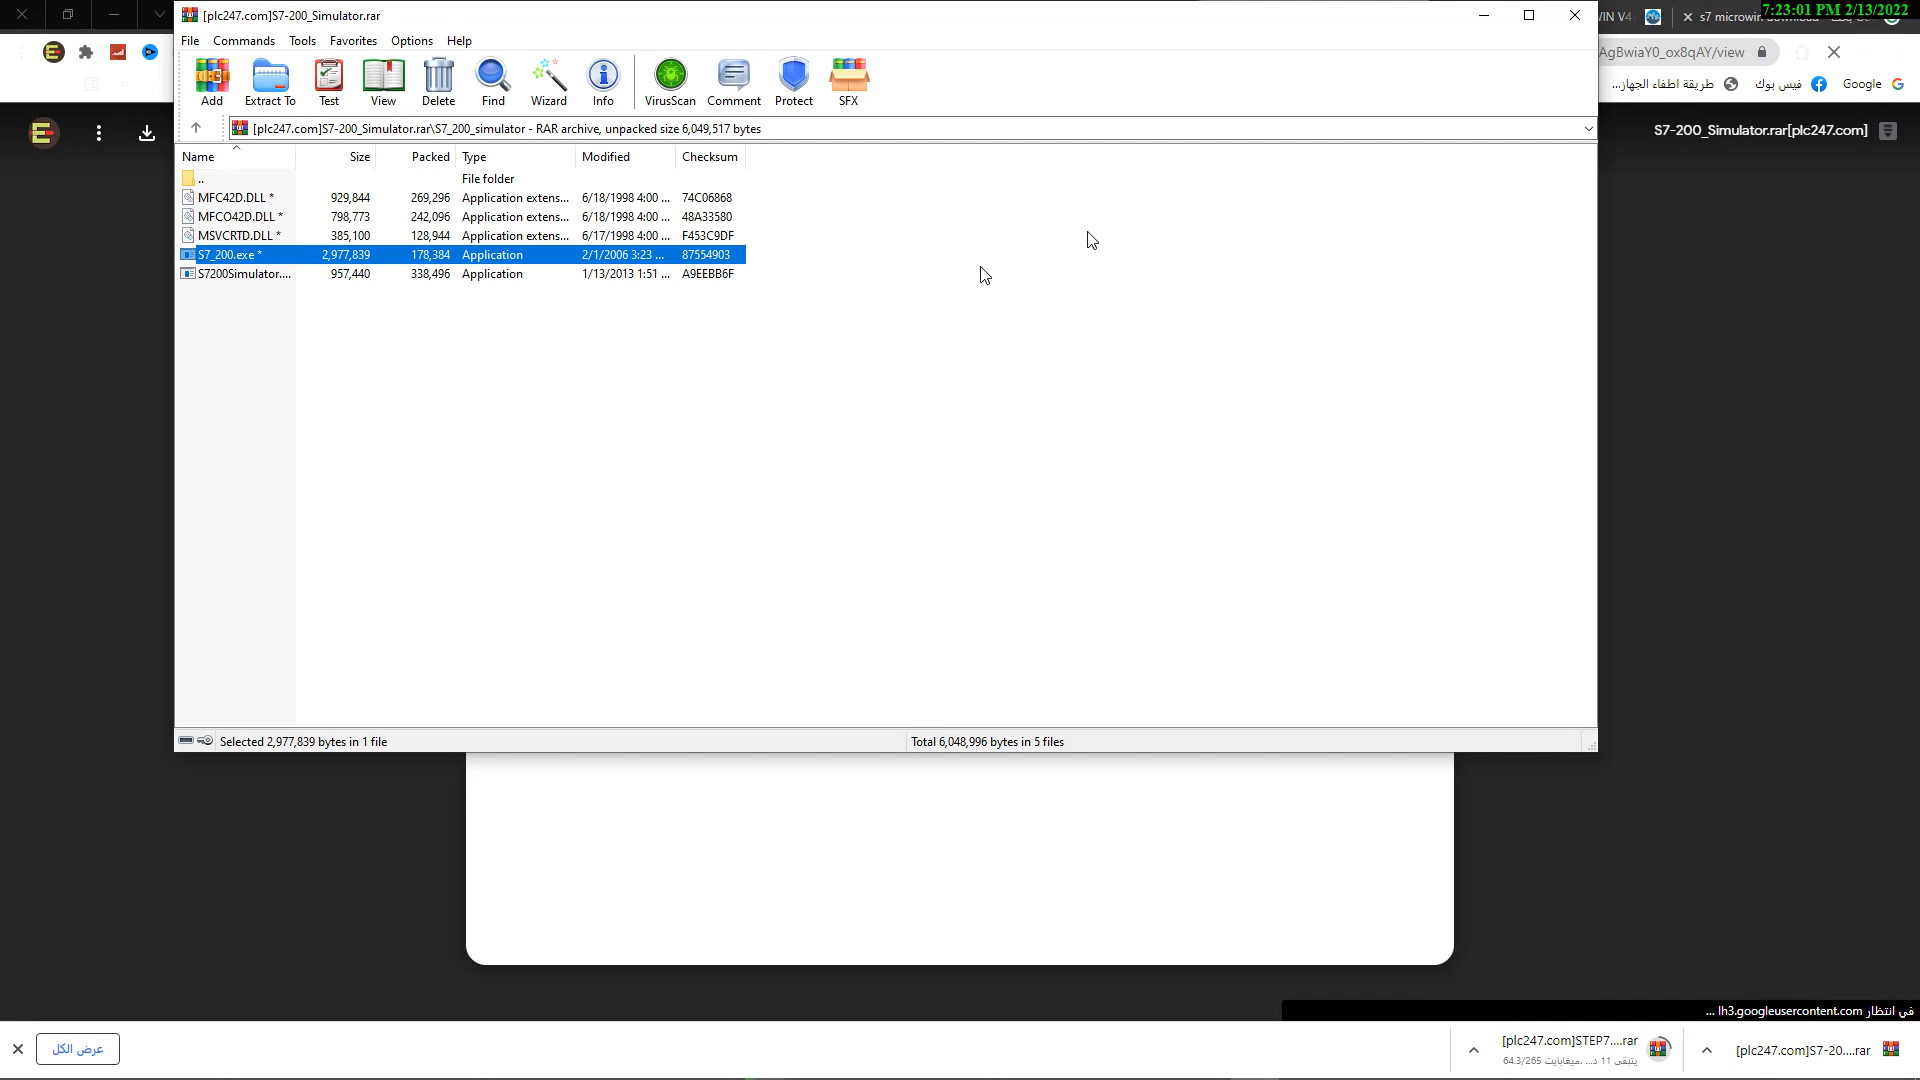 [plc247.com]S7-200_Simulator.rar
7:23:01 PM 2/13/2022
File Commands Tools Favorites Options Help
AgBwiaY0_ox8qAY/view
Add Extract To Test View Delete Find Wizard Info VirusScan Comment Protect SFX
طريقة اطفاء الجهاز...
فيس بوك
Google
[plc247.com]S7-200_Simulator.rar\S7_200_simulator - RAR archive, unpacked size 6,049,517 bytes
S7-200_Simulator.rar[plc247.com]
Name Size Packed Type Modified Checksum
.. File folder
MFC42D.DLL * 929,844 269,296 Application extens... 6/18/1998 4:00 ... 74C06868
MFCO42D.DLL * 798,773 242,096 Application extens... 6/18/1998 4:00 ... 48A33580
MSVCRTD.DLL * 385,100 128,944 Application extens... 6/17/1998 4:00 ... F453C9DF
S7_200.exe * 2,977,839 178,384 Application 2/1/2006 3:23 ... 87554903
S7200Simulator.... 957,440 338,496 Application 1/13/2013 1:51 ... A9EEBB6F
Selected 2,977,839 bytes in 1 file
Total 6,048,996 bytes in 5 files
في انتظار lh3.googleusercontent.com ...
عرض الكل
[plc247.com]STEP7....rar
64.3/265 ميغابايت، يتبقى 11 د...
[plc247.com]S7-20....rar